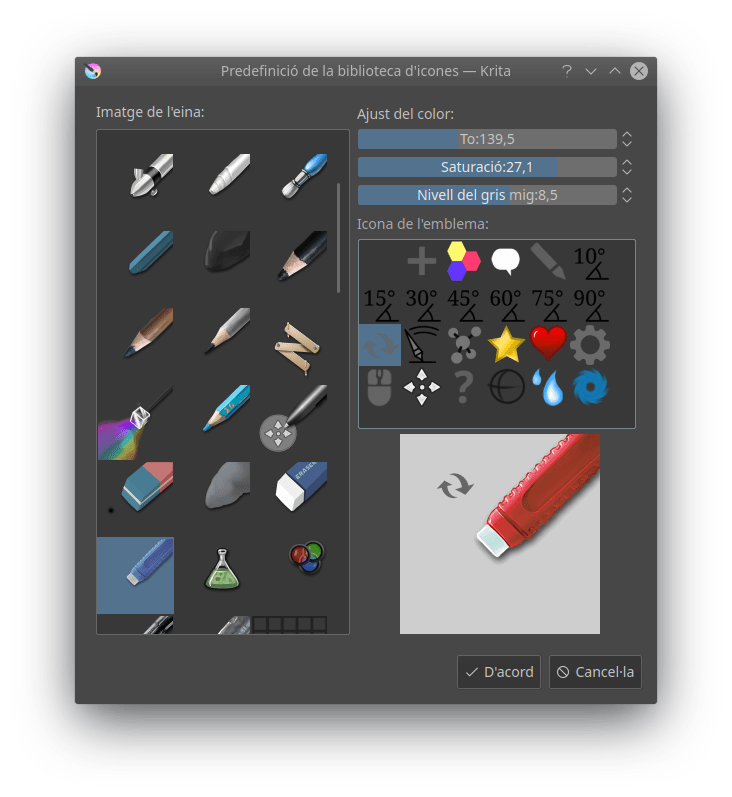 Predefinició de la biblioteca d'icones — Krita
Imatge de l'eina:
Ajust del color:
To:139,5
Saturació:27,1
Nivell del gris mig:8,5
Icona de l'emblema:
10°
15° 30° 45° 60° 75° 90°
?
ERASER
D'acord
Cancel·la